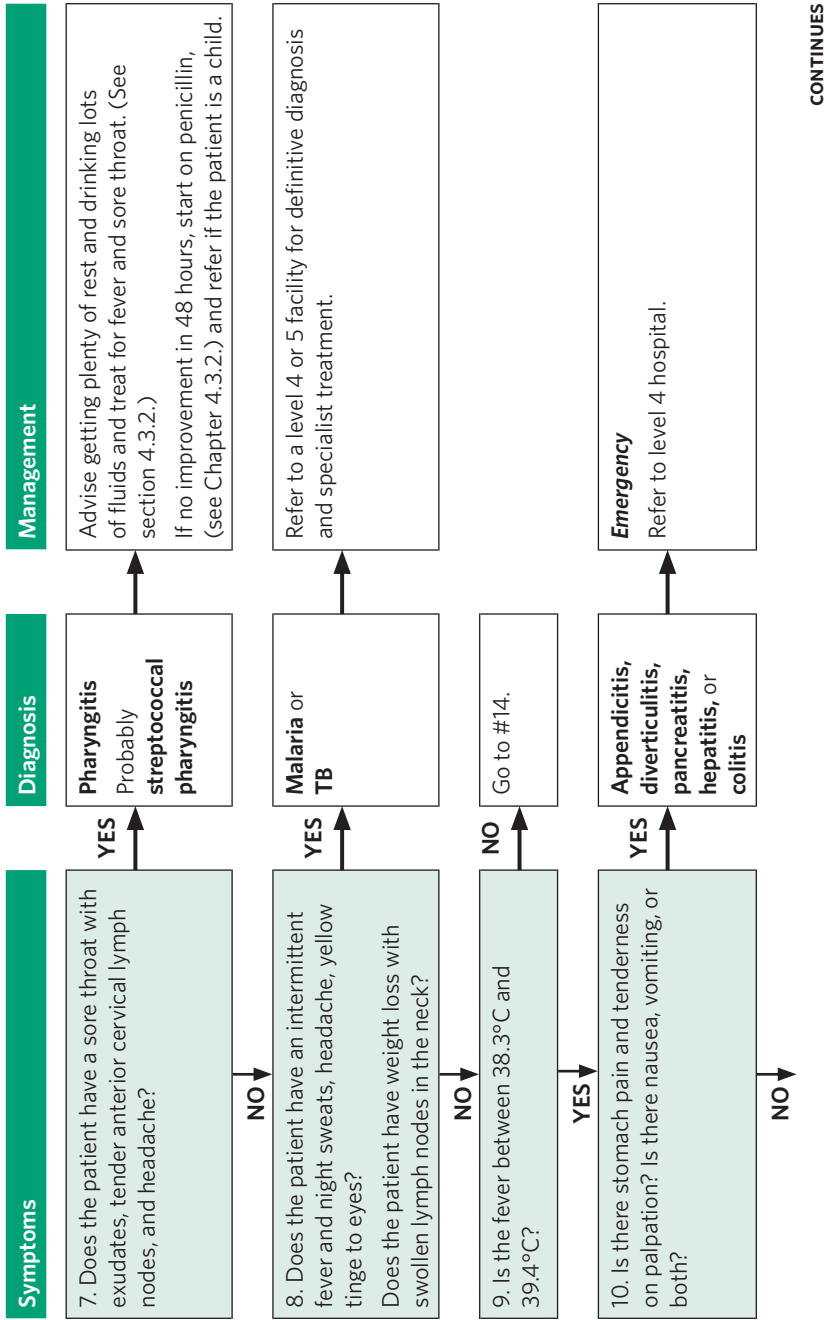 Symptoms
Diagnosis
Management
7. Does the patient have a sore throat with
exudates, tender anterior cervical lymph
nodes, and headache?
YES
Pharyngitis
Probably
streptococcal
pharyngitis
Advise getting plenty of rest and drinking lots
of fluids and treat for fever and sore throat. (See
section 4.3.2.)
If no improvement in 48 hours, start on penicillin,
(see Chapter 4.3.2.) and refer if the patient is a child.
NO
8. Does the patient have an intermittent
fever and night sweats, headache, yellow
tinge to eyes?
Does the patient have weight loss with
swollen lymph nodes in the neck?
YES
Malaria or
TB
Refer to a level 4 or 5 facility for definitive diagnosis
and specialist treatment.
NO
9. Is the fever between 38.3°C and
39.4°C?
NO
Go to #14.
YES
10. Is there stomach pain and tenderness
on palpation? Is there nausea, vomiting, or
both?
YES
Appendicitis,
diverticulitis,
pancreatitis,
hepatitis, or
colitis
Emergency
Refer to level 4 hospital.
NO
CONTINUES